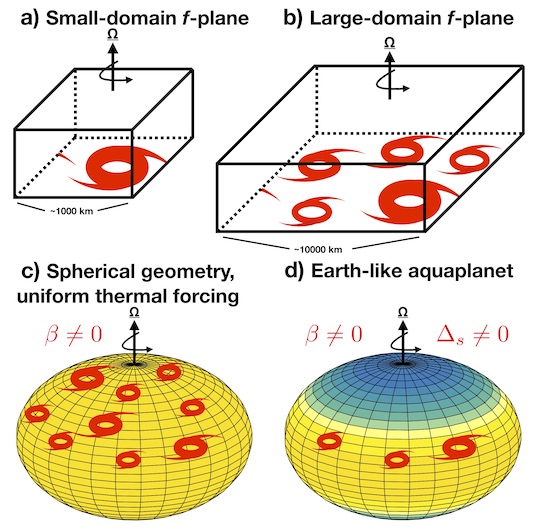 a) Small-domain f-plane
Ω
~1000 km
b) Large-domain f-plane
Ω
~10000 km
c) Spherical geometry,
uniform thermal forcing
β ≠ 0
Ω
d) Earth-like aquaplanet
β ≠ 0
Δₛ ≠ 0
Ω